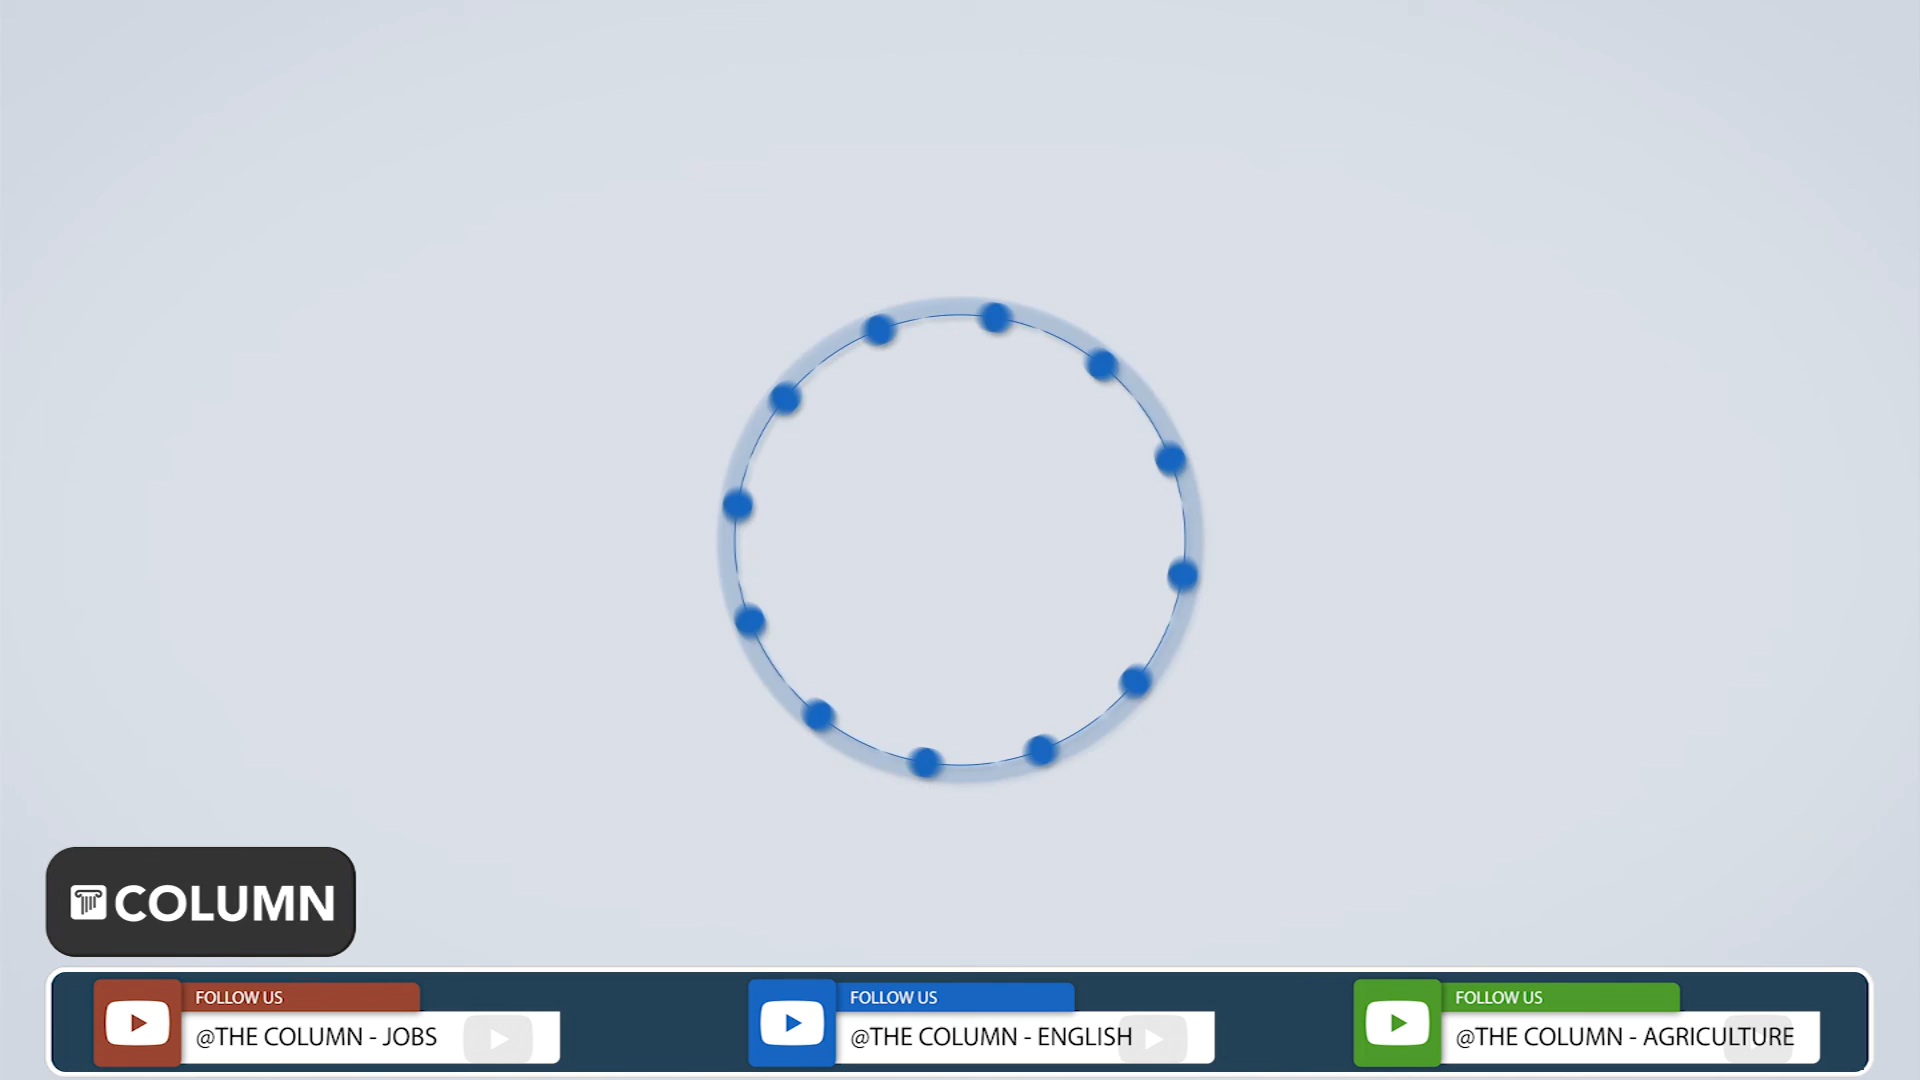 COLUMN
FOLLOW US
@THE COLUMN - JOBS
FOLLOW US
@THE COLUMN - ENGLISH
FOLLOW US
@THE COLUMN - AGRICULTURE